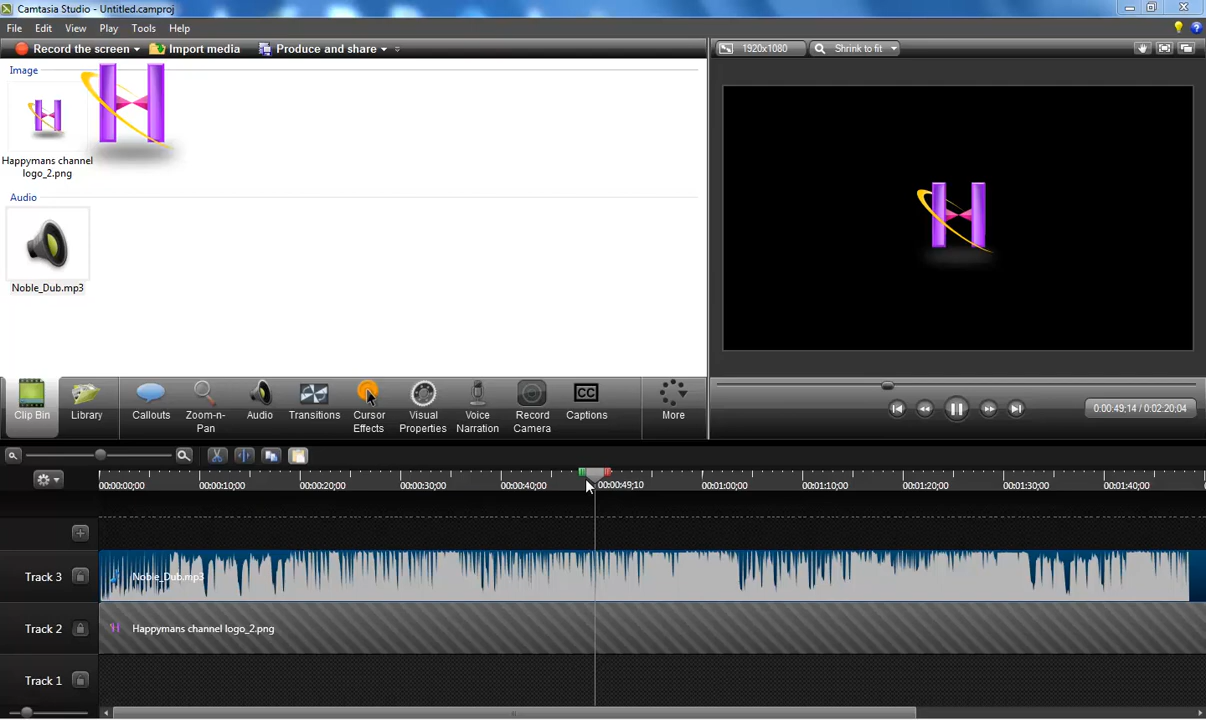 Camtasia Studio - Untitled.camproj
File Edit View Play Tools Help
Record the screen Import media Produce and share
1920x1080 Shrink to fit
Image
Happymans channel
logo_2.png
Audio
Noble_Dub.mp3
Clip Bin Library Callouts Zoom-n-
Pan Audio Transitions Cursor
Effects Visual
Properties Voice
Narration Record
Camera CC
Captions More
0:00:49;14 / 0:02:20;04
00:00:00;00 00:00:10;00 00:00:20;00 00:00:30;00 00:00:40;00 00:00:49;10 00:01:00;00 00:01:10;00 00:01:20;00 00:01:30;00 00:01:40;00
Track 3 Noble_Dub.mp3
Track 2 Happymans channel logo_2.png
Track 1